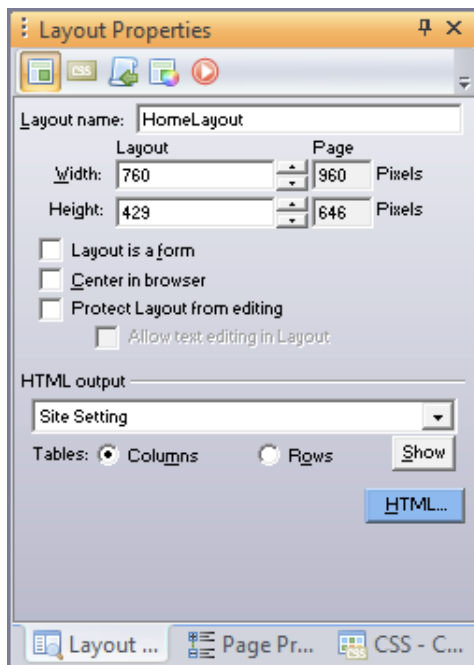 Layout Properties
CSS
Layout name: HomeLayout
Layout Page
Width: 760 960 Pixels
Height: 429 646 Pixels
Layout is a form
Center in browser
Protect Layout from editing
Allow text editing in Layout
HTML output
Site Setting
Tables: Columns Rows Show
HTML...
Layout ... Page Pr... CSS - C...